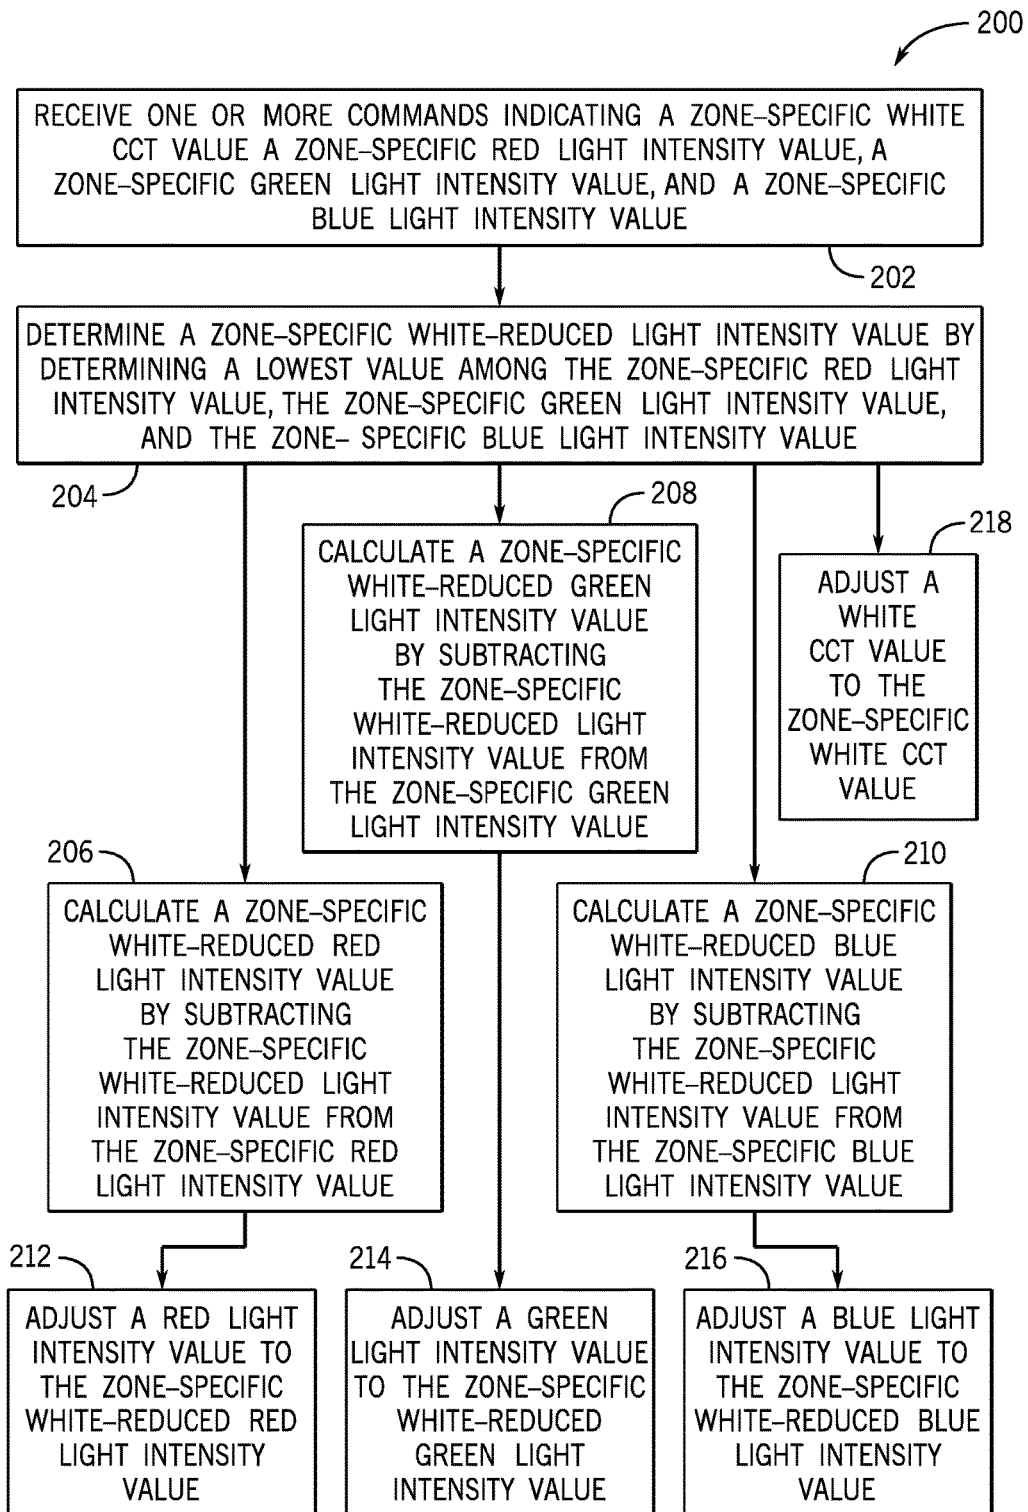 200
RECEIVE ONE OR MORE COMMANDS INDICATING A ZONE–SPECIFIC WHITE
CCT VALUE A ZONE–SPECIFIC RED LIGHT INTENSITY VALUE, A
ZONE–SPECIFIC GREEN LIGHT INTENSITY VALUE, AND A ZONE–SPECIFIC
BLUE LIGHT INTENSITY VALUE
202
DETERMINE A ZONE–SPECIFIC WHITE–REDUCED LIGHT INTENSITY VALUE BY
DETERMINING A LOWEST VALUE AMONG THE ZONE–SPECIFIC RED LIGHT
INTENSITY VALUE, THE ZONE–SPECIFIC GREEN LIGHT INTENSITY VALUE,
AND THE ZONE– SPECIFIC BLUE LIGHT INTENSITY VALUE
204
208
CALCULATE A ZONE–SPECIFIC
WHITE–REDUCED GREEN
LIGHT INTENSITY VALUE
BY SUBTRACTING
THE ZONE–SPECIFIC
WHITE–REDUCED LIGHT
INTENSITY VALUE FROM
THE ZONE–SPECIFIC GREEN
LIGHT INTENSITY VALUE
218
ADJUST A
WHITE
CCT VALUE
TO THE
ZONE–SPECIFIC
WHITE CCT
VALUE
206
CALCULATE A ZONE–SPECIFIC
WHITE–REDUCED RED
LIGHT INTENSITY VALUE
BY SUBTRACTING
THE ZONE–SPECIFIC
WHITE–REDUCED LIGHT
INTENSITY VALUE FROM
THE ZONE–SPECIFIC RED
LIGHT INTENSITY VALUE
210
CALCULATE A ZONE–SPECIFIC
WHITE–REDUCED BLUE
LIGHT INTENSITY VALUE
BY SUBTRACTING
THE ZONE–SPECIFIC
WHITE–REDUCED LIGHT
INTENSITY VALUE FROM
THE ZONE–SPECIFIC BLUE
LIGHT INTENSITY VALUE
212
ADJUST A RED LIGHT
INTENSITY VALUE TO
THE ZONE–SPECIFIC
WHITE–REDUCED RED
LIGHT INTENSITY
VALUE
214
ADJUST A GREEN
LIGHT INTENSITY VALUE
TO THE ZONE–SPECIFIC
WHITE–REDUCED
GREEN LIGHT
INTENSITY VALUE
216
ADJUST A BLUE LIGHT
INTENSITY VALUE TO
THE ZONE–SPECIFIC
WHITE–REDUCED BLUE
LIGHT INTENSITY
VALUE